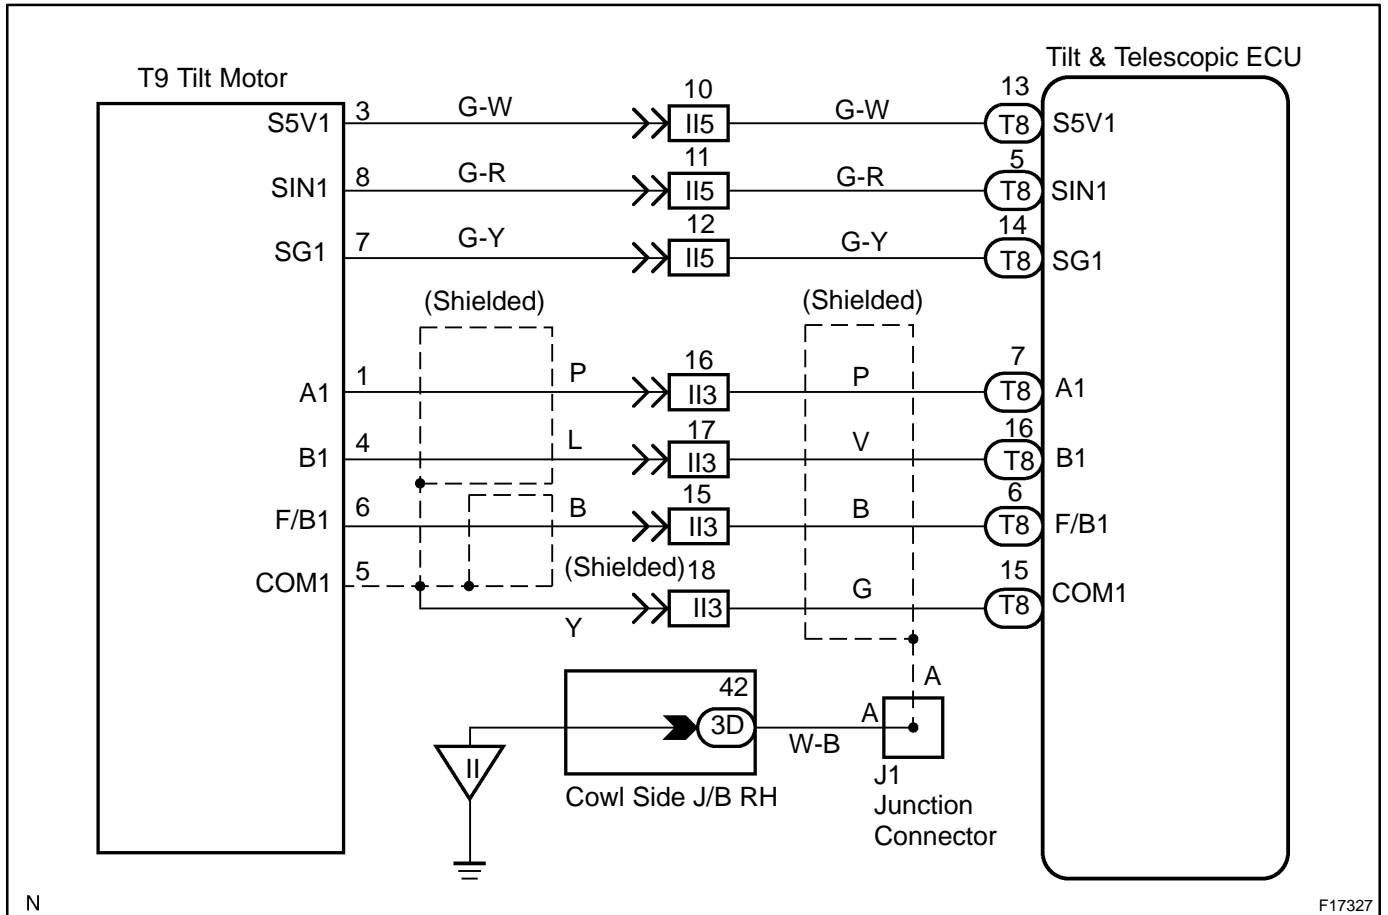 Tilt & Telescopic ECU
T9 Tilt Motor
S5V1 3 G-W 10 II5 G-W 13 T8 S5V1
SIN1 8 G-R 11 II5 G-R 5 T8 SIN1
SG1 7 G-Y 12 II5 G-Y 14 T8 SG1
(Shielded) (Shielded)
A1 1 P 16 II3 P 7 T8 A1
B1 4 L 17 II3 V 16 T8 B1
F/B1 6 B 15 II3 B 6 T8 F/B1
COM1 5 (Shielded) 18 II3 G 15 T8 COM1
Y
A
42
3D W-B A
II
Cowl Side J/B RH
J1
Junction
Connector
N
F17327